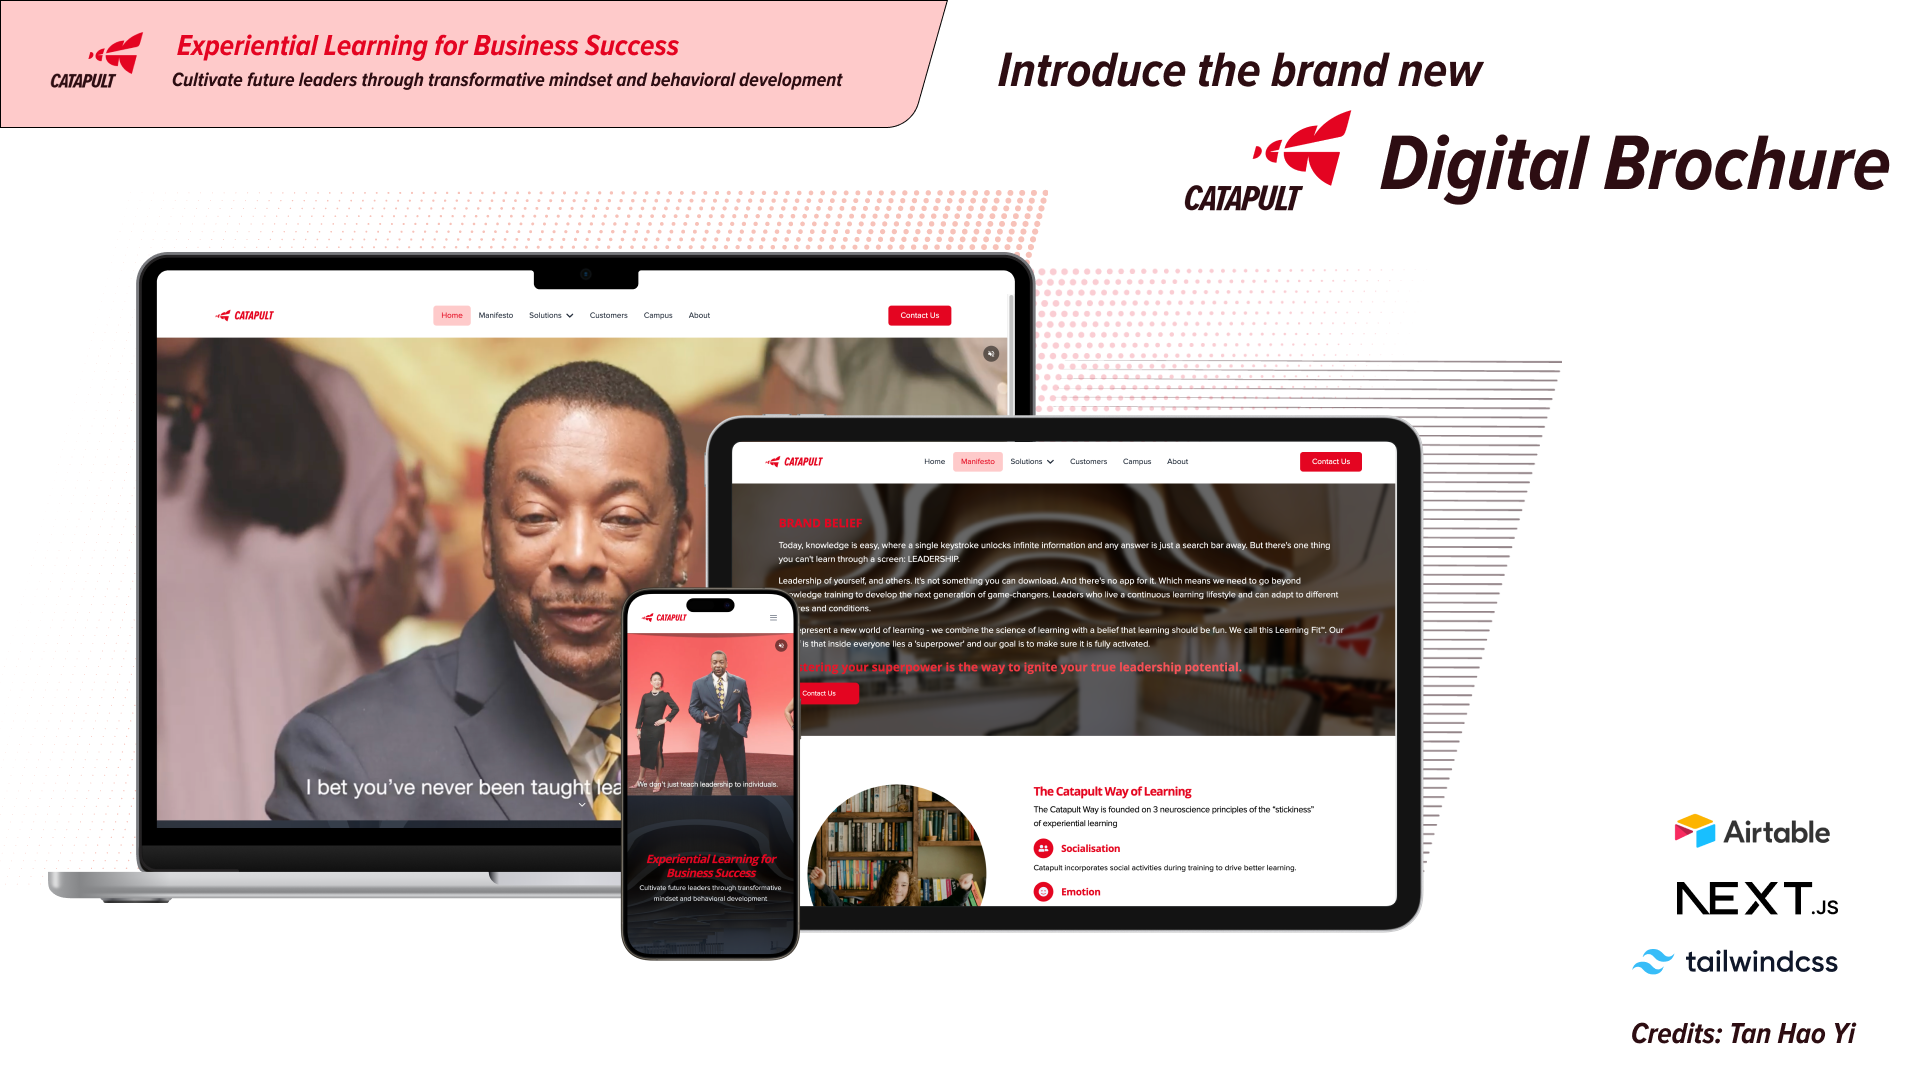 CATAPULT
Experiential Learning for Business Success
Cultivate future leaders through transformative mindset and behavioral development
Introduce the brand new
CATAPULT
Digital Brochure
CATAPULT
Home Manifesto Solutions Customers Campus About
Contact Us
I bet you've never been taught lea
CATAPULT
Home Manifesto Solutions Customers Campus About
Contact Us
BRAND BELIEF
Today, knowledge is easy, where a single keystroke unlocks infinite information and any answer is just a search bar away. But there's one thing
you can't learn through a screen: LEADERSHIP.
Leadership of yourself, and others. It's not something you can download. And there's no app for it. Which means we need to go beyond
owledge training to develop the next generation of game-changers. Leaders who live a continuous learning lifestyle and can adapt to different
res and conditions.
epresent a new world of learning - we combine the science of learning with a belief that learning should be fun. We call this Learning Fit™. Our
is that inside everyone lies a 'superpower' and our goal is to make sure it is fully activated.
your superpower is the way to ignite your true leadership potential.
Contact Us
The Catapult Way of Learning
The Catapult Way is founded on 3 neuroscience principles of the "stickiness"
of experiential learning
Socialisation
Catapult incorporates social activities during training to drive better learning.
Emotion
CATAPULT
We don't just teach leadership to individuals.
Experiential Learning for
Business Success
Cultivate future leaders through transformative
mindset and behavioral development
Airtable
NEXT.JS
tailwindcss
Credits: Tan Hao Yi